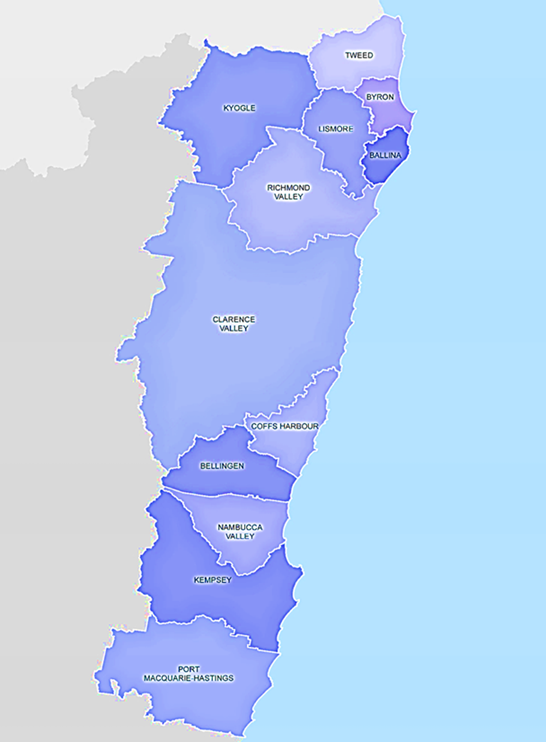 TWEED
BYRON
KYOGLE
LISMORE
BALLINA
RICHMOND
VALLEY
CLARENCE
VALLEY
COFFS HARBOUR
BELLINGEN
NAMBUCCA
VALLEY
KEMPSEY
PORT
MACQUARIE-HASTINGS